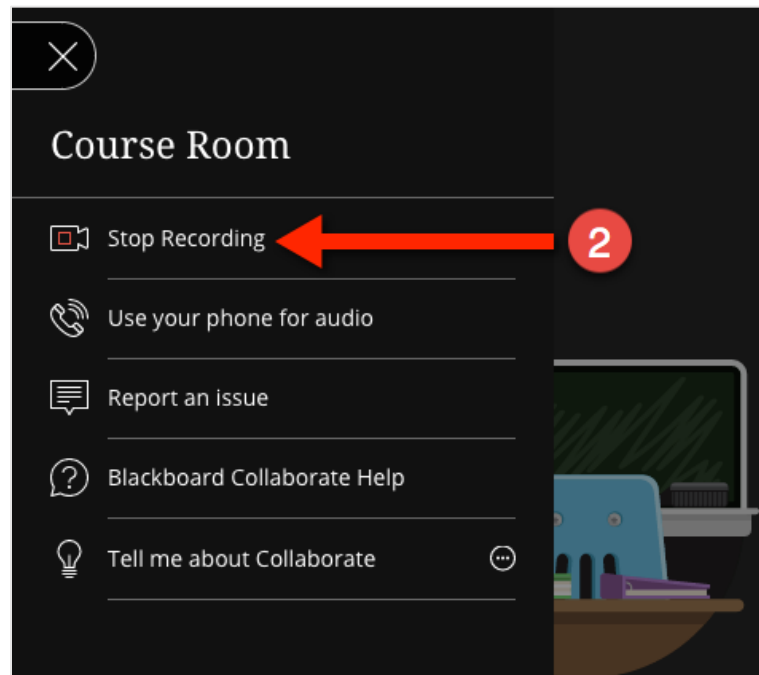 Course Room
Stop Recording
2
Use your phone for audio
Report an issue
Blackboard Collaborate Help
Tell me about Collaborate